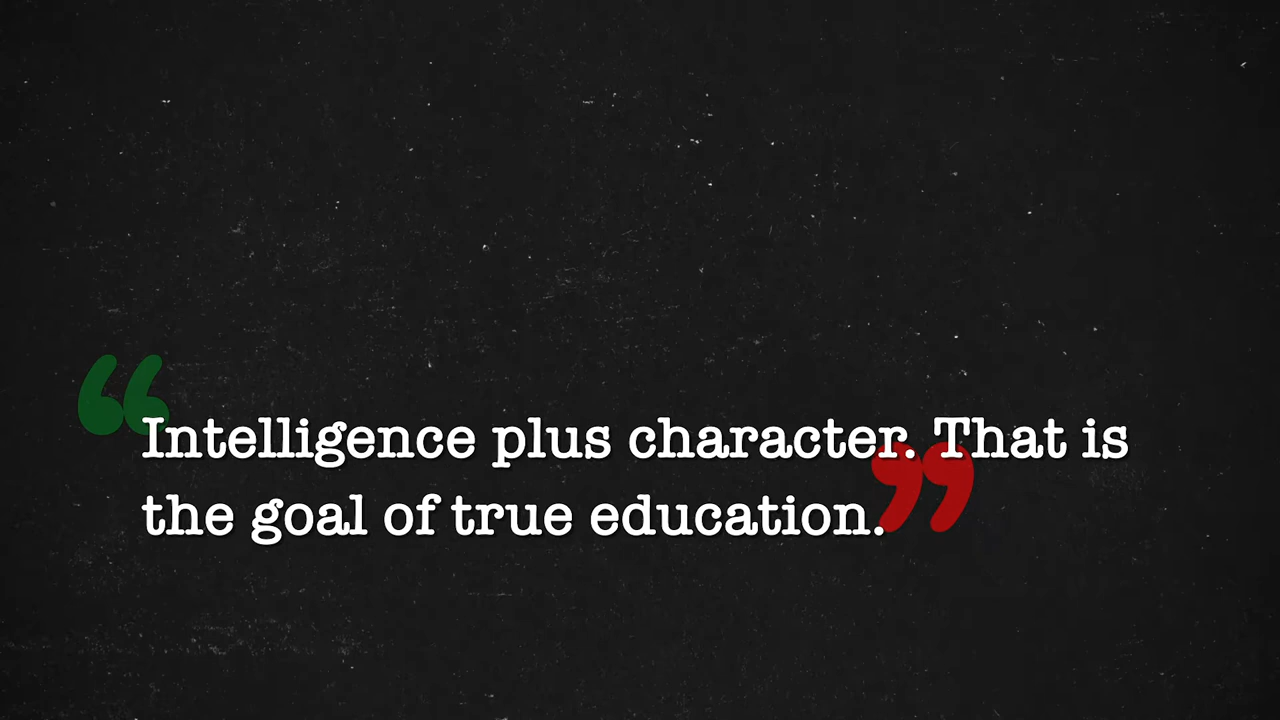 “Intelligence plus character. That is
the goal of true education.”